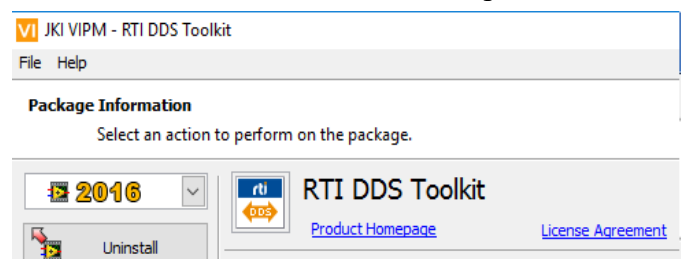 VI JKI VIPM - RTI DDS Toolkit
File Help
Package Information
Select an action to perform on the package.
2016
rti
DDS
RTI DDS Toolkit
Product Homepage
License Agreement
Uninstall